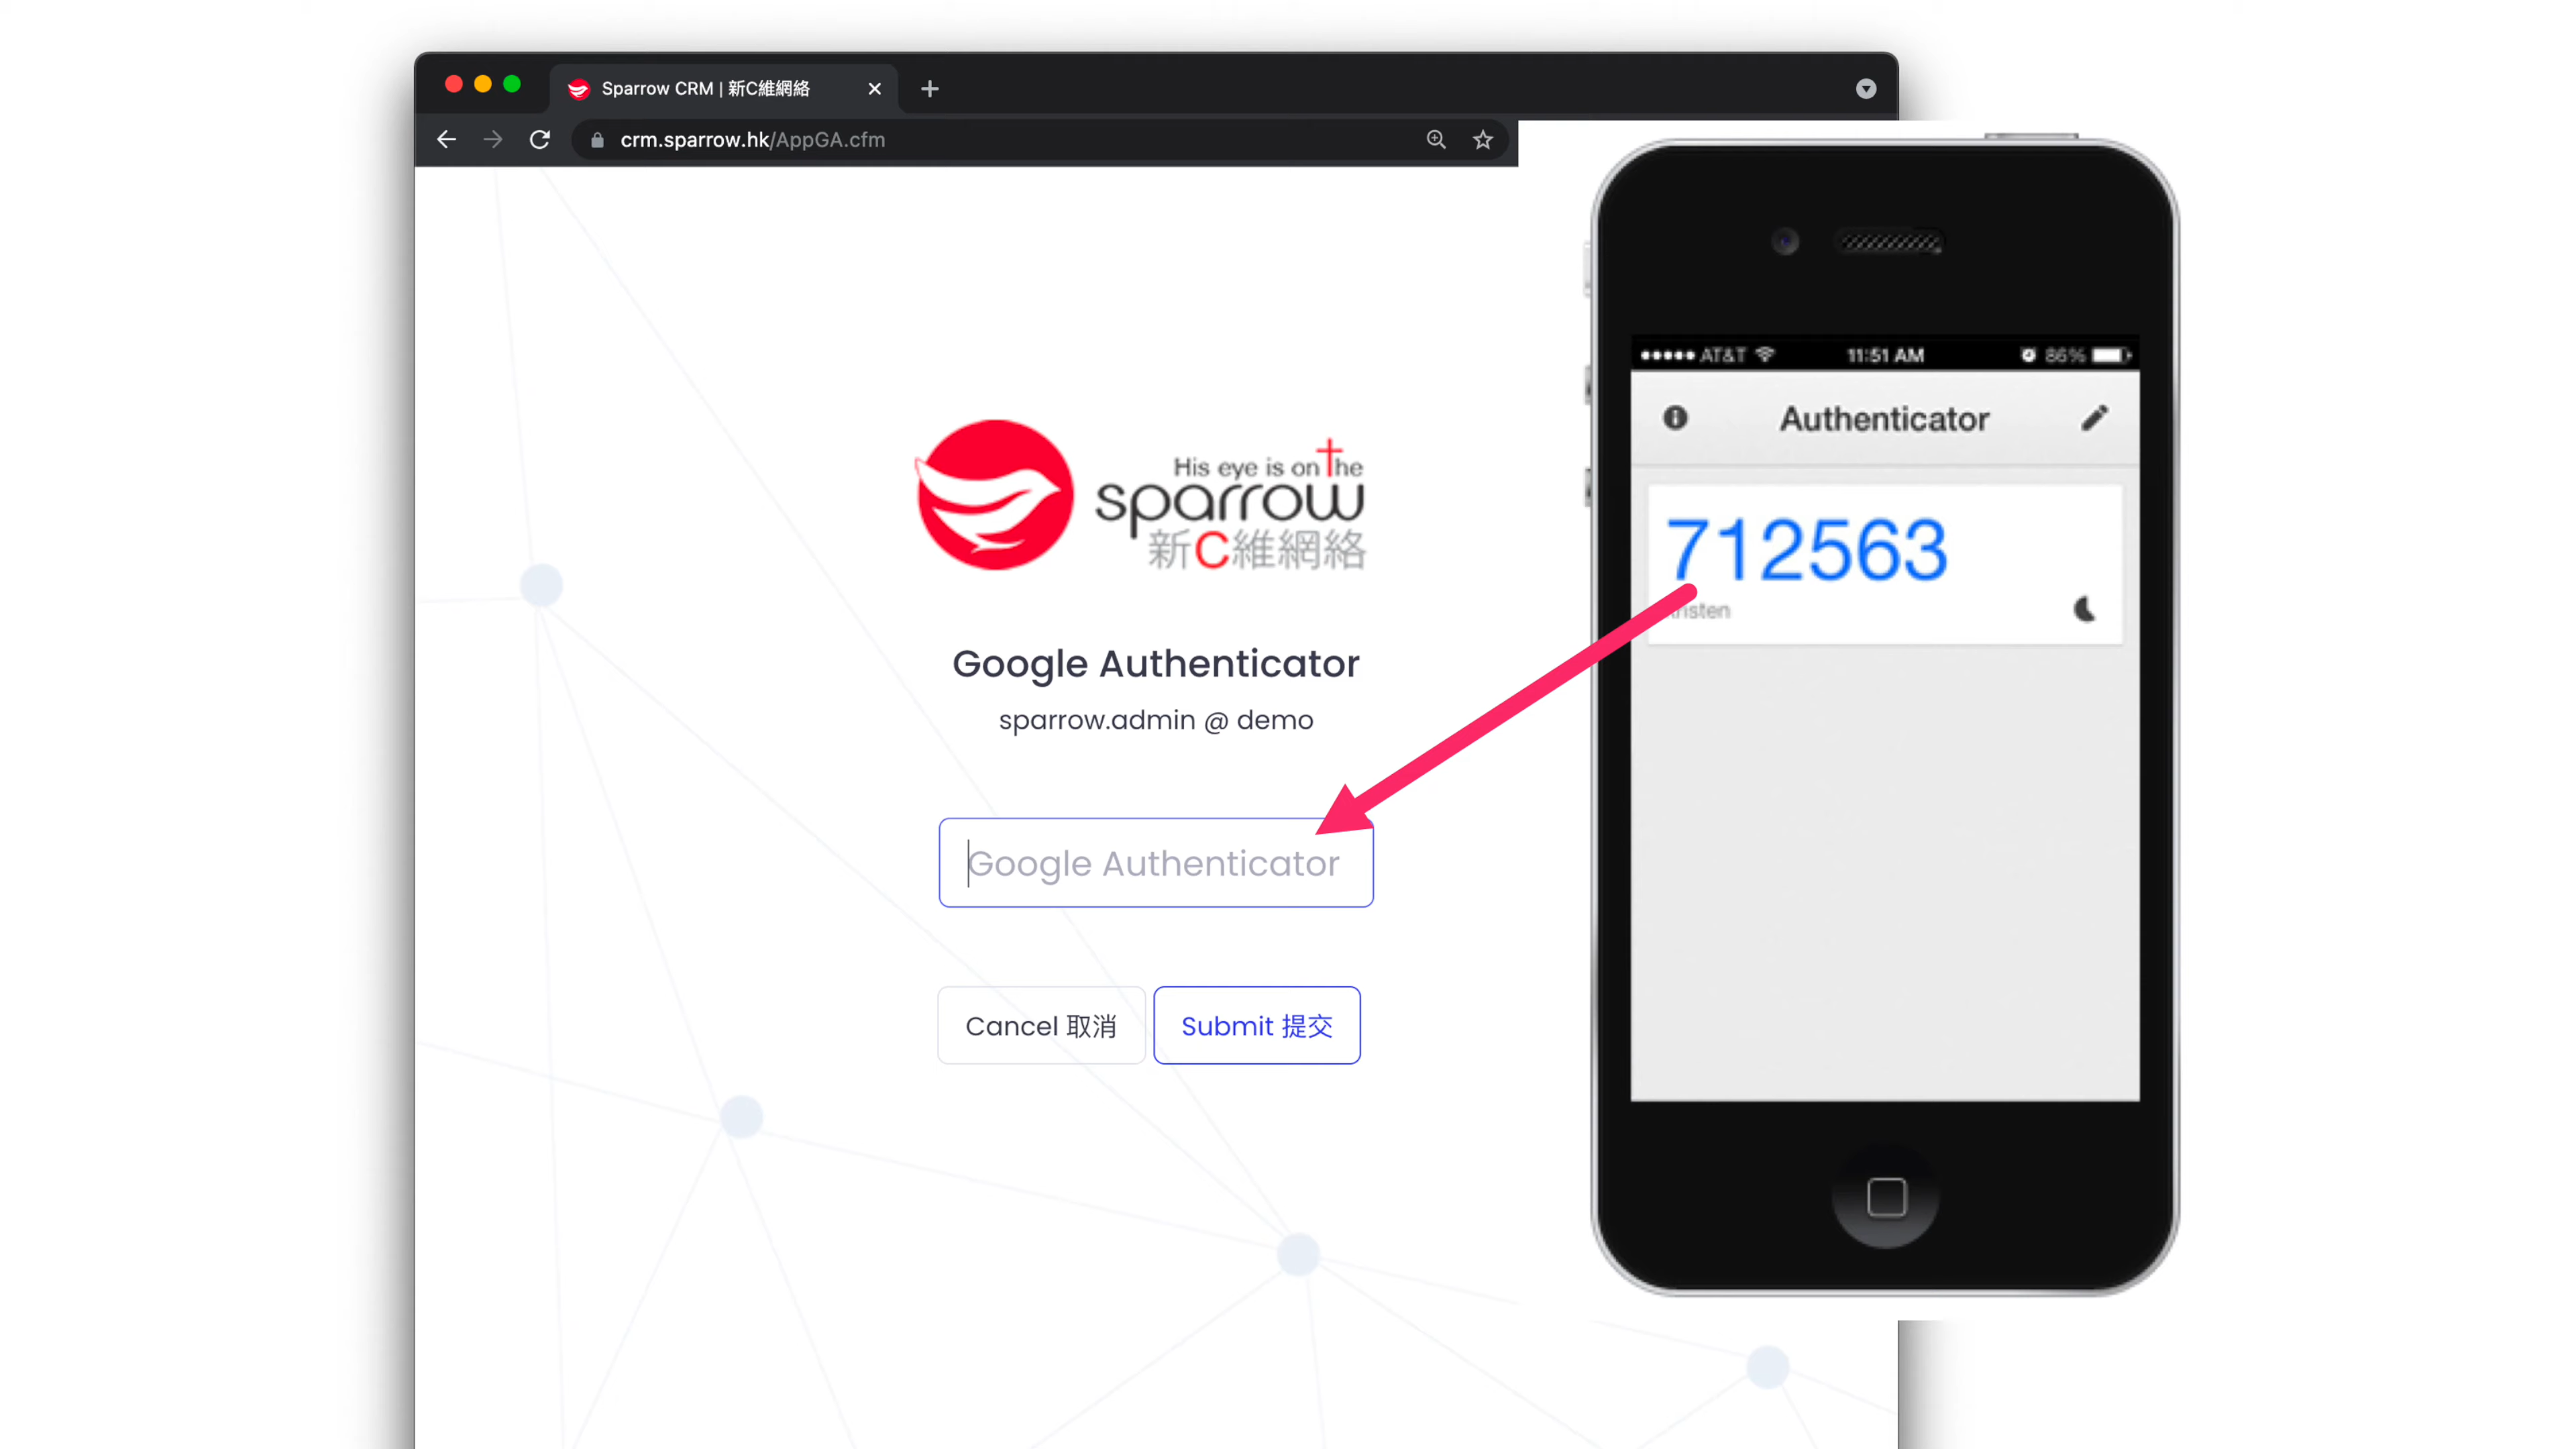 Sparrow CRM | 新C維網絡
crm.sparrow.hk/AppGA.cfm
His eye is on the
sparrow
新C維網絡
Google Authenticator
sparrow.admin @ demo
Google Authenticator
Cancel 取消
Submit 提交
AT&T 11:51 AM 86%
Authenticator
712563